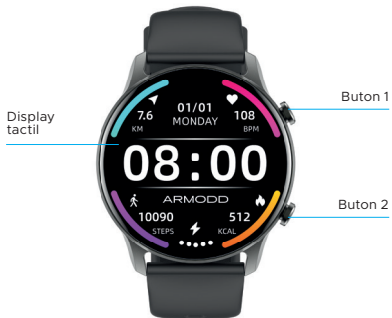 Display
tactil
Buton 1
Buton 2
01/01
MONDAY
7.6
KM
108
BPM
08:00
ARMODD
10090
STEPS
512
KCAL